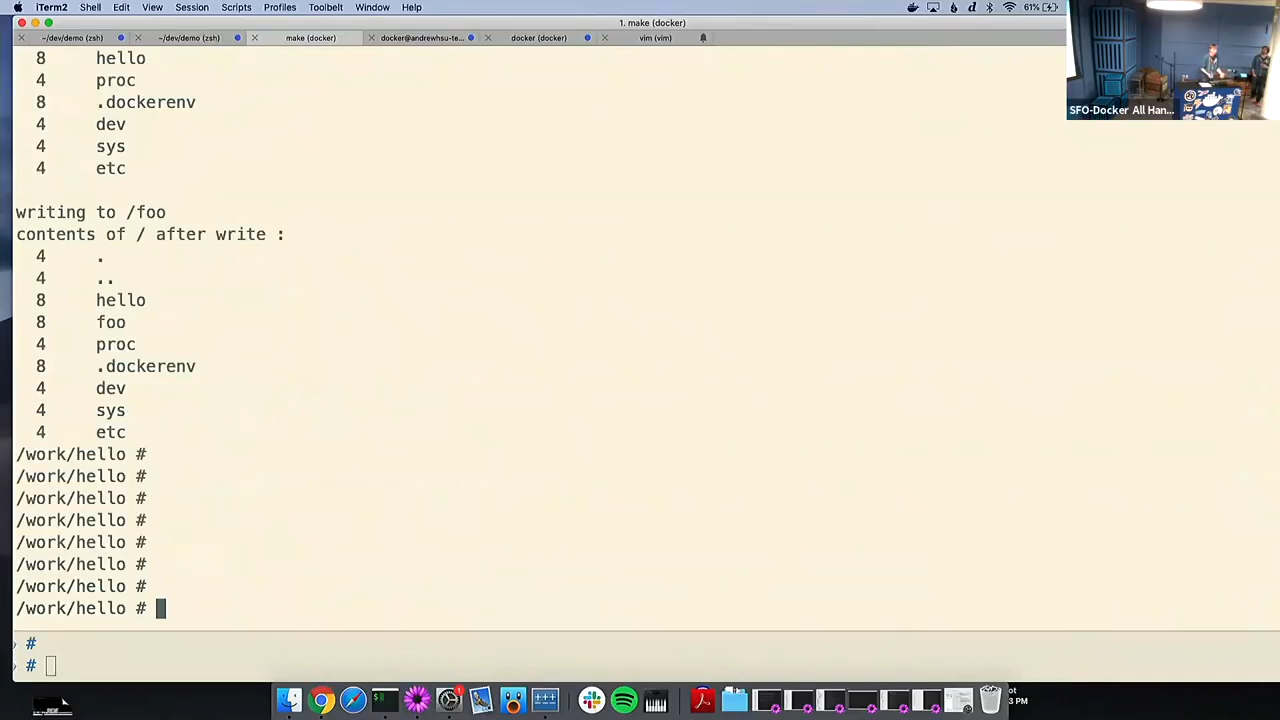 iTerm2 Shell Edit View Session Scripts Profiles Toolbelt Window Help 61%
1. make (docker)
~/dev/demo (zsh) ~/dev/demo (zsh) make (docker) docker@andrewhsu-te... docker (docker) vim (vim)
8 hello
4 proc
8 .dockerenv
4 dev
4 sys
4 etc
writing to /foo
contents of / after write :
4 .
4 ..
8 hello
8 foo
4 proc
8 .dockerenv
4 dev
4 sys
4 etc
/work/hello #
/work/hello #
/work/hello #
/work/hello #
/work/hello #
/work/hello #
/work/hello #
/work/hello #
#
#
SFO-Docker All Han...